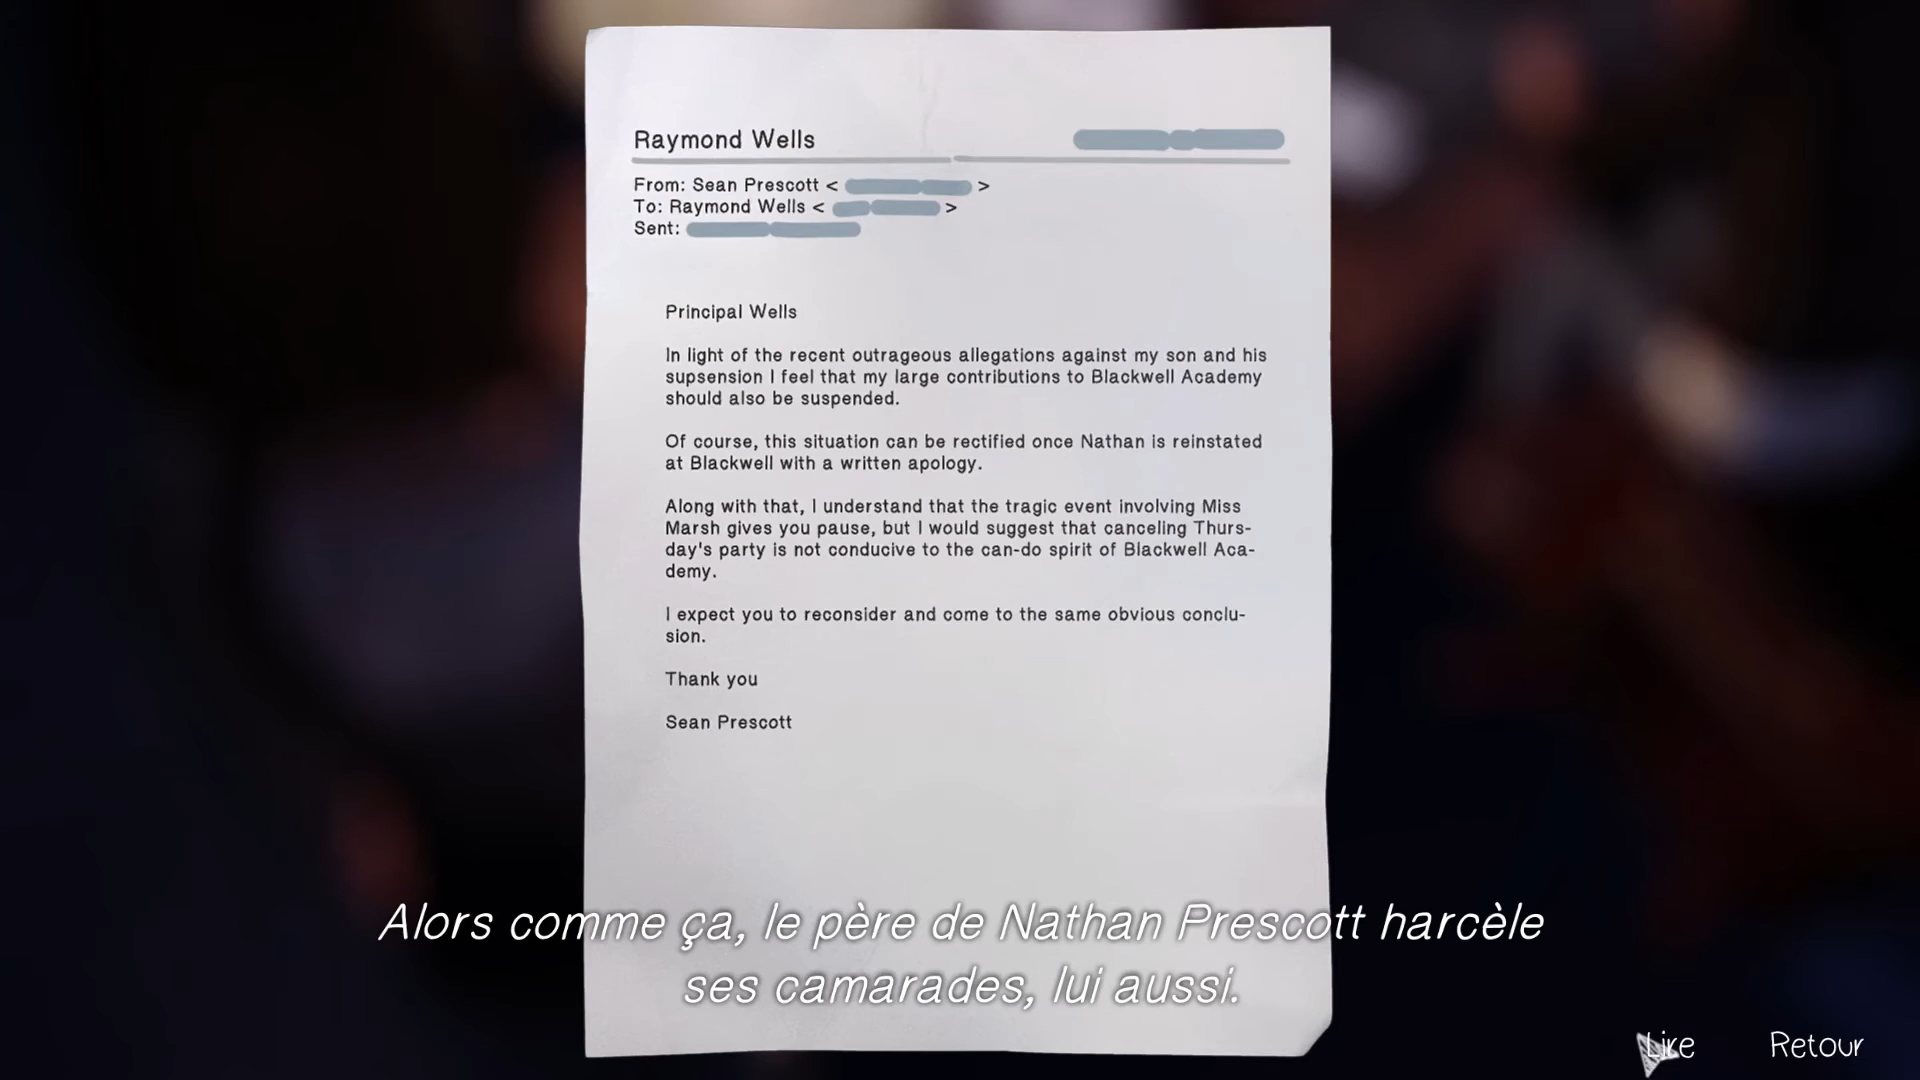 Raymond Wells
From: Sean Prescott < >
To: Raymond Wells < >
Sent:
Principal Wells
In light of the recent outrageous allegations against my son and his
supsension I feel that my large contributions to Blackwell Academy
should also be suspended.
Of course, this situation can be rectified once Nathan is reinstated
at Blackwell with a written apology.
Along with that, I understand that the tragic event involving Miss
Marsh gives you pause, but I would suggest that canceling Thurs-
day's party is not conducive to the can-do spirit of Blackwell Aca-
demy.
I expect you to reconsider and come to the same obvious conclu-
sion.
Thank you
Sean Prescott
Alors comme ça, le père de Nathan Prescott harcèle
ses camarades, lui aussi.
Lire Retour